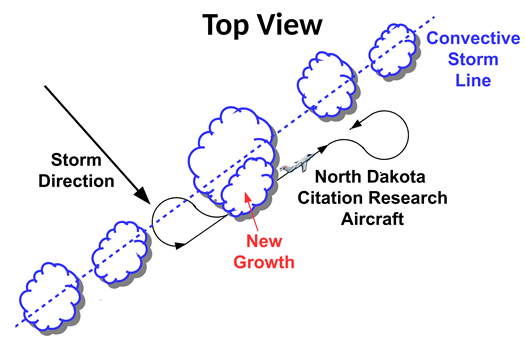 Top View
Convective
Storm
Line
Storm
Direction
North Dakota
Citation Research
Aircraft
New
Growth